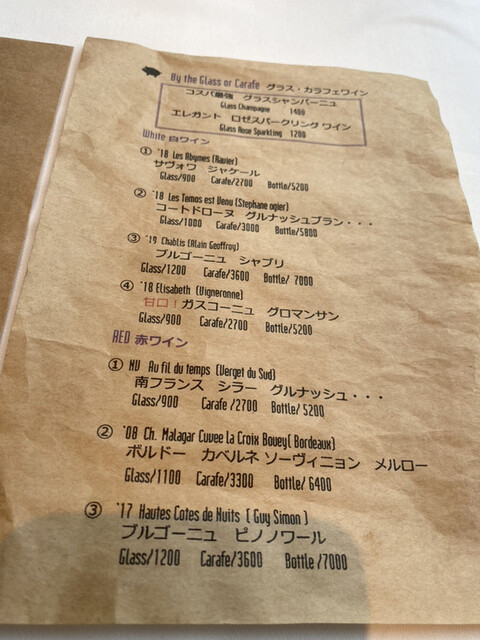 By the Glass or Carafe グラス・カラフェワイン
コスパ最強 グラスシャンパーニュ
Glass Champagne 1400
エレガント ロゼスパークリング ワイン
Glass Rose Sparkling 1200
White 白ワイン
① '18 Les Abymes (Ravier)
サヴォワ ジャケール
Glass/900 Carafe/2700 Bottle/5200
② '18 Les Temps est Venu (Stephane ogier)
コートドローヌ グルナッシュブラン・・・
Glass/1000 Carafe/3000 Bottle/5800
③ '19 Chablis (Alain Geoffroy)
ブルゴーニュ シャブリ
Glass/1200 Carafe/3600 Bottle/ 7000
④ '18 Elisabeth (Vigneronne)
甘口！ガスコーニュ グロマンサン
Glass/900 Carafe/2700 Bottle/5200
RED 赤ワイン
① NV Au fil du temps (Verget du Sud)
南フランス シラー グルナッシュ・・・
Glass/900 Carafe /2700 Bottle/ 5200
② '08 Ch. Malagar Cuvee La Croix Bouey( Bordeaux)
ボルドー カベルネ ソーヴィニョン メルロー
Glass/1100 Carafe/3300 Bottle/ 6400
③ '17 Hautes Cotes de Nuits ( Guy Simon )
ブルゴーニュ ピノノワール
Glass/1200 Carafe/3600 Bottle /7000